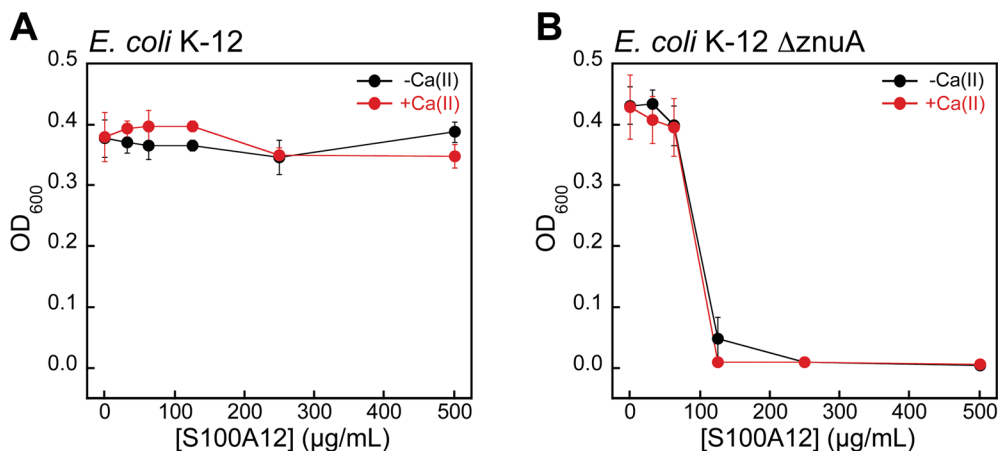 A
E. coli K-12
0.5
0.4
0.3
0.2
0.1
0.0
OD600
-Ca(II)
+Ca(II)
0 100 200 300 400 500
[S100A12] (µg/mL)
B
E. coli K-12 ΔznuA
0.5
0.4
0.3
0.2
0.1
0.0
OD600
-Ca(II)
+Ca(II)
0 100 200 300 400 500
[S100A12] (µg/mL)